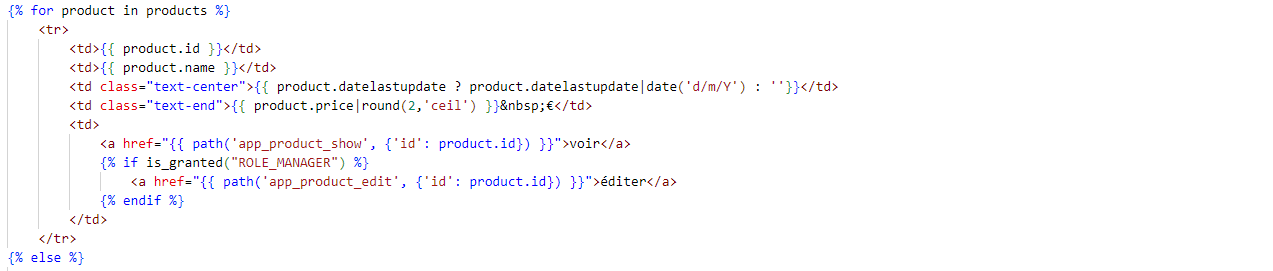 {% for product in products %}
<tr>
<td>{{ product.id }}</td>
<td>{{ product.name }}</td>
<td class="text-center">{{ product.datelastupdate ? product.datelastupdate|date('d/m/Y') : ''}}</td>
<td class="text-end">{{ product.price|round(2,'ceil') }}&nbsp;€</td>
<td>
<a href="{{ path('app_product_show', {'id': product.id}) }}">voir</a>
{% if is_granted("ROLE_MANAGER") %}
<a href="{{ path('app_product_edit', {'id': product.id}) }}">éditer</a>
{% endif %}
</td>
</tr>
{% else %}